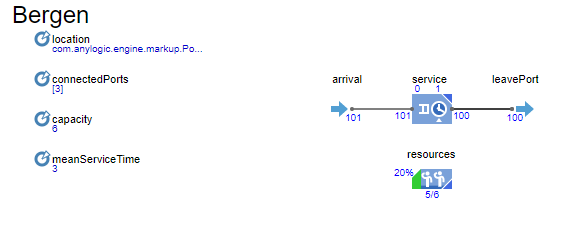 Bergen
location
com.anylogic.engine.markup.Po...
connectedPorts
[3]
capacity
6
meanServiceTime
3
arrival service leavePort
0 1
101 101 100 100
resources
20%
5/6